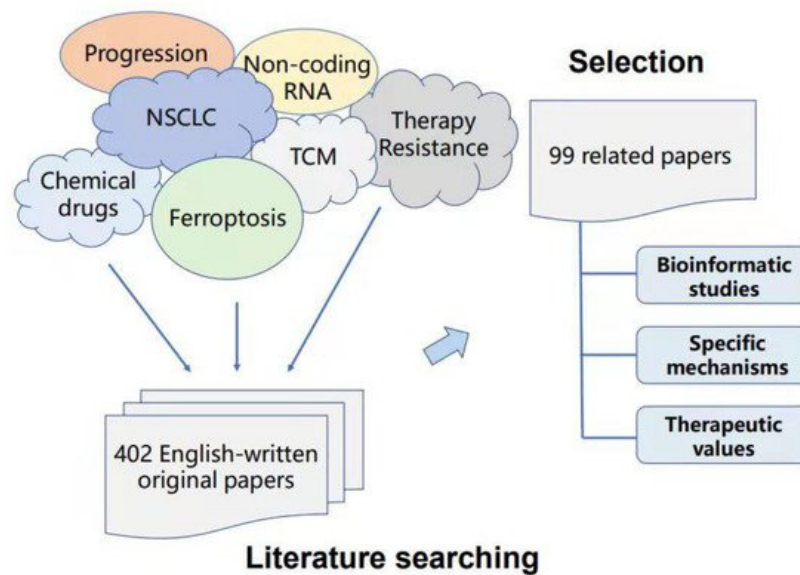 Progression
Non-coding
RNA
NSCLC
TCM
Therapy
Resistance
Chemical
drugs
Ferroptosis
402 English-written
original papers
Literature searching
Selection
99 related papers
Bioinformatic
studies
Specific
mechanisms
Therapeutic
values